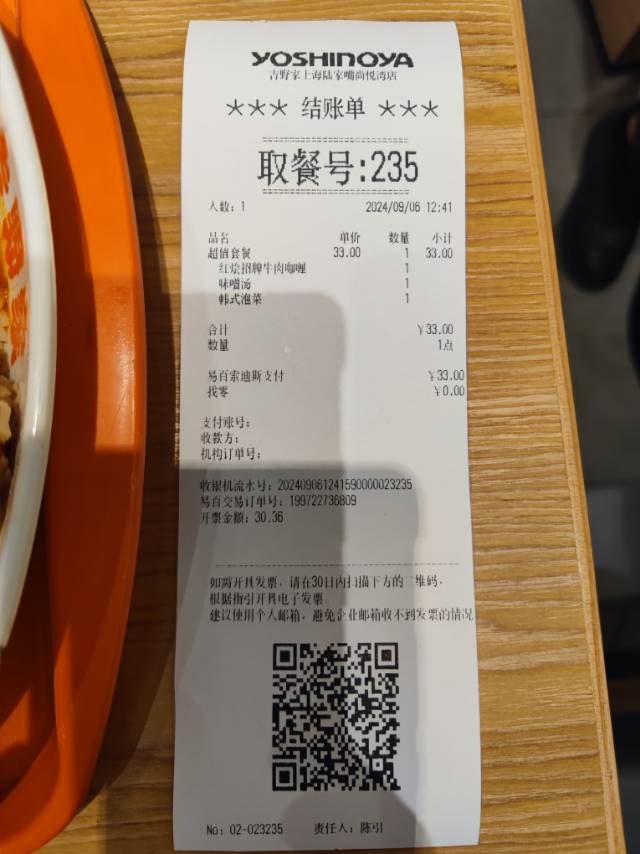 YOSHINOYA
吉野家上海陆家嘴尚悦湾店
*** 结账单 ***
取餐号:235
人数: 1 2024/09/06 12:41
品名 单价 数量 小计
超值套餐 33.00 1 33.00
红烩招牌牛肉咖喱 1
味噌汤 1
韩式泡菜 1
合计 ¥33.00
数量 1点
易百索迪斯支付 ¥33.00
找零 ¥0.00
支付账号:
收款方:
机构订单号:
收银机流水号: 202409061241590000023235
易百交易订单号: 199722736809
开票金额: 30.36
如需开具发票，请在30日内扫描下方的二维码，
根据指引开具电子发票。
建议使用个人邮箱，避免企业邮箱收不到发票的情况
No: 02-023235 责任人: 陈引